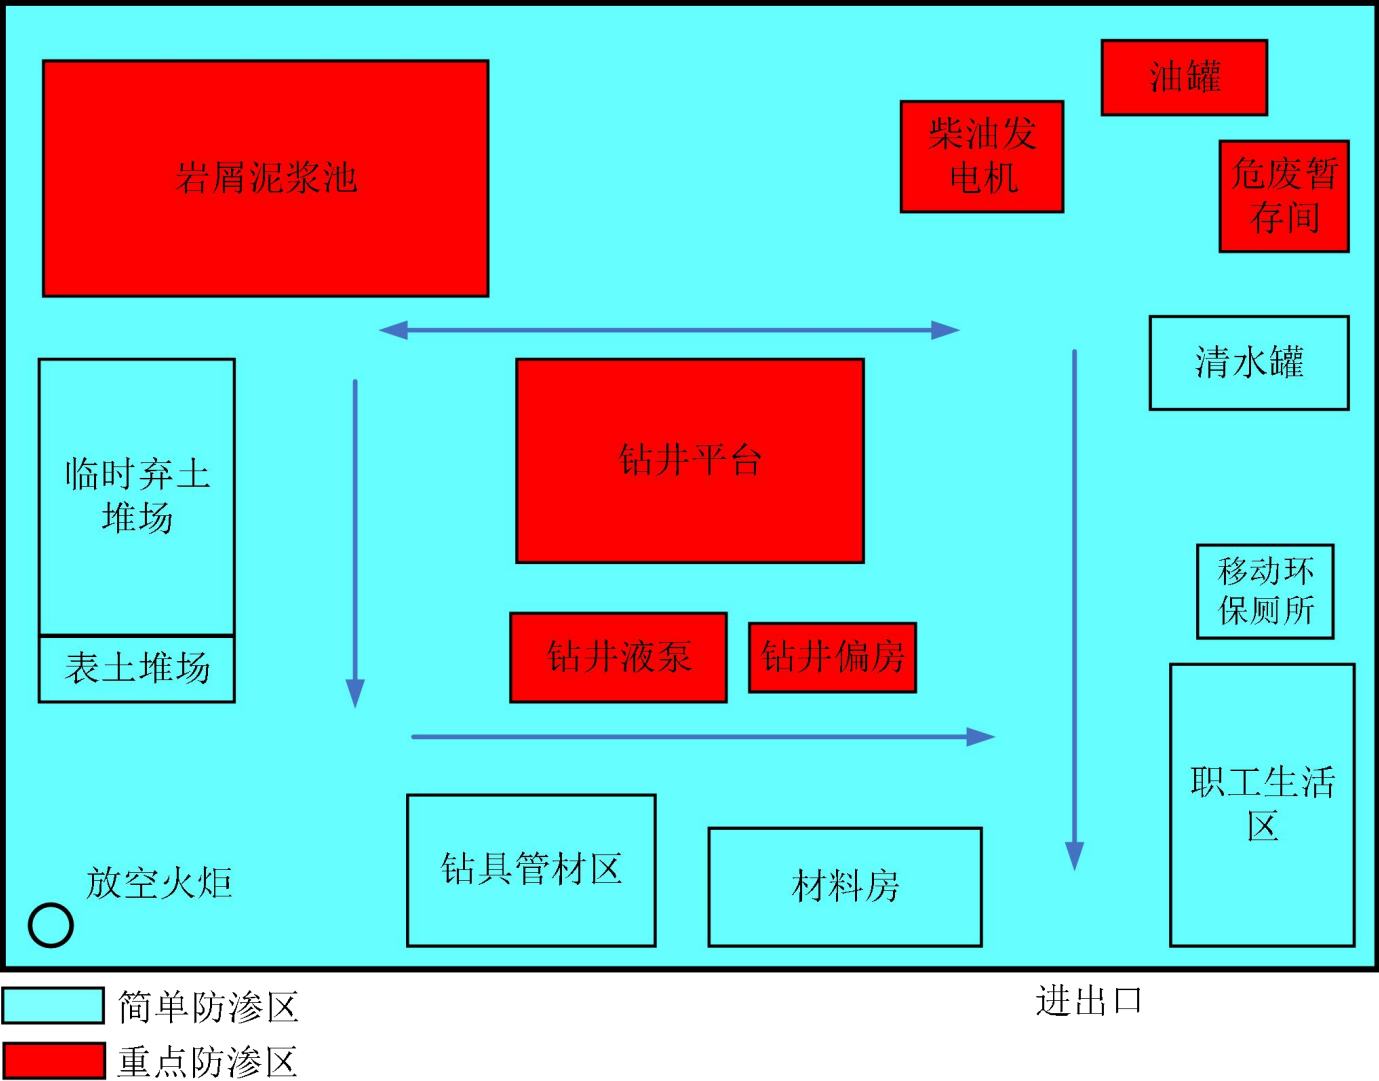 油罐
柴油发
电机
岩屑泥浆池
危废暂
存间
清水罐
钻井平台
临时弃土
堆场
移动环
保厕所
钻井液泵
钻井偏房
表土堆场
职工生活
区
钻具管材区
材料房
放空火炬
进出口
简单防渗区
重点防渗区